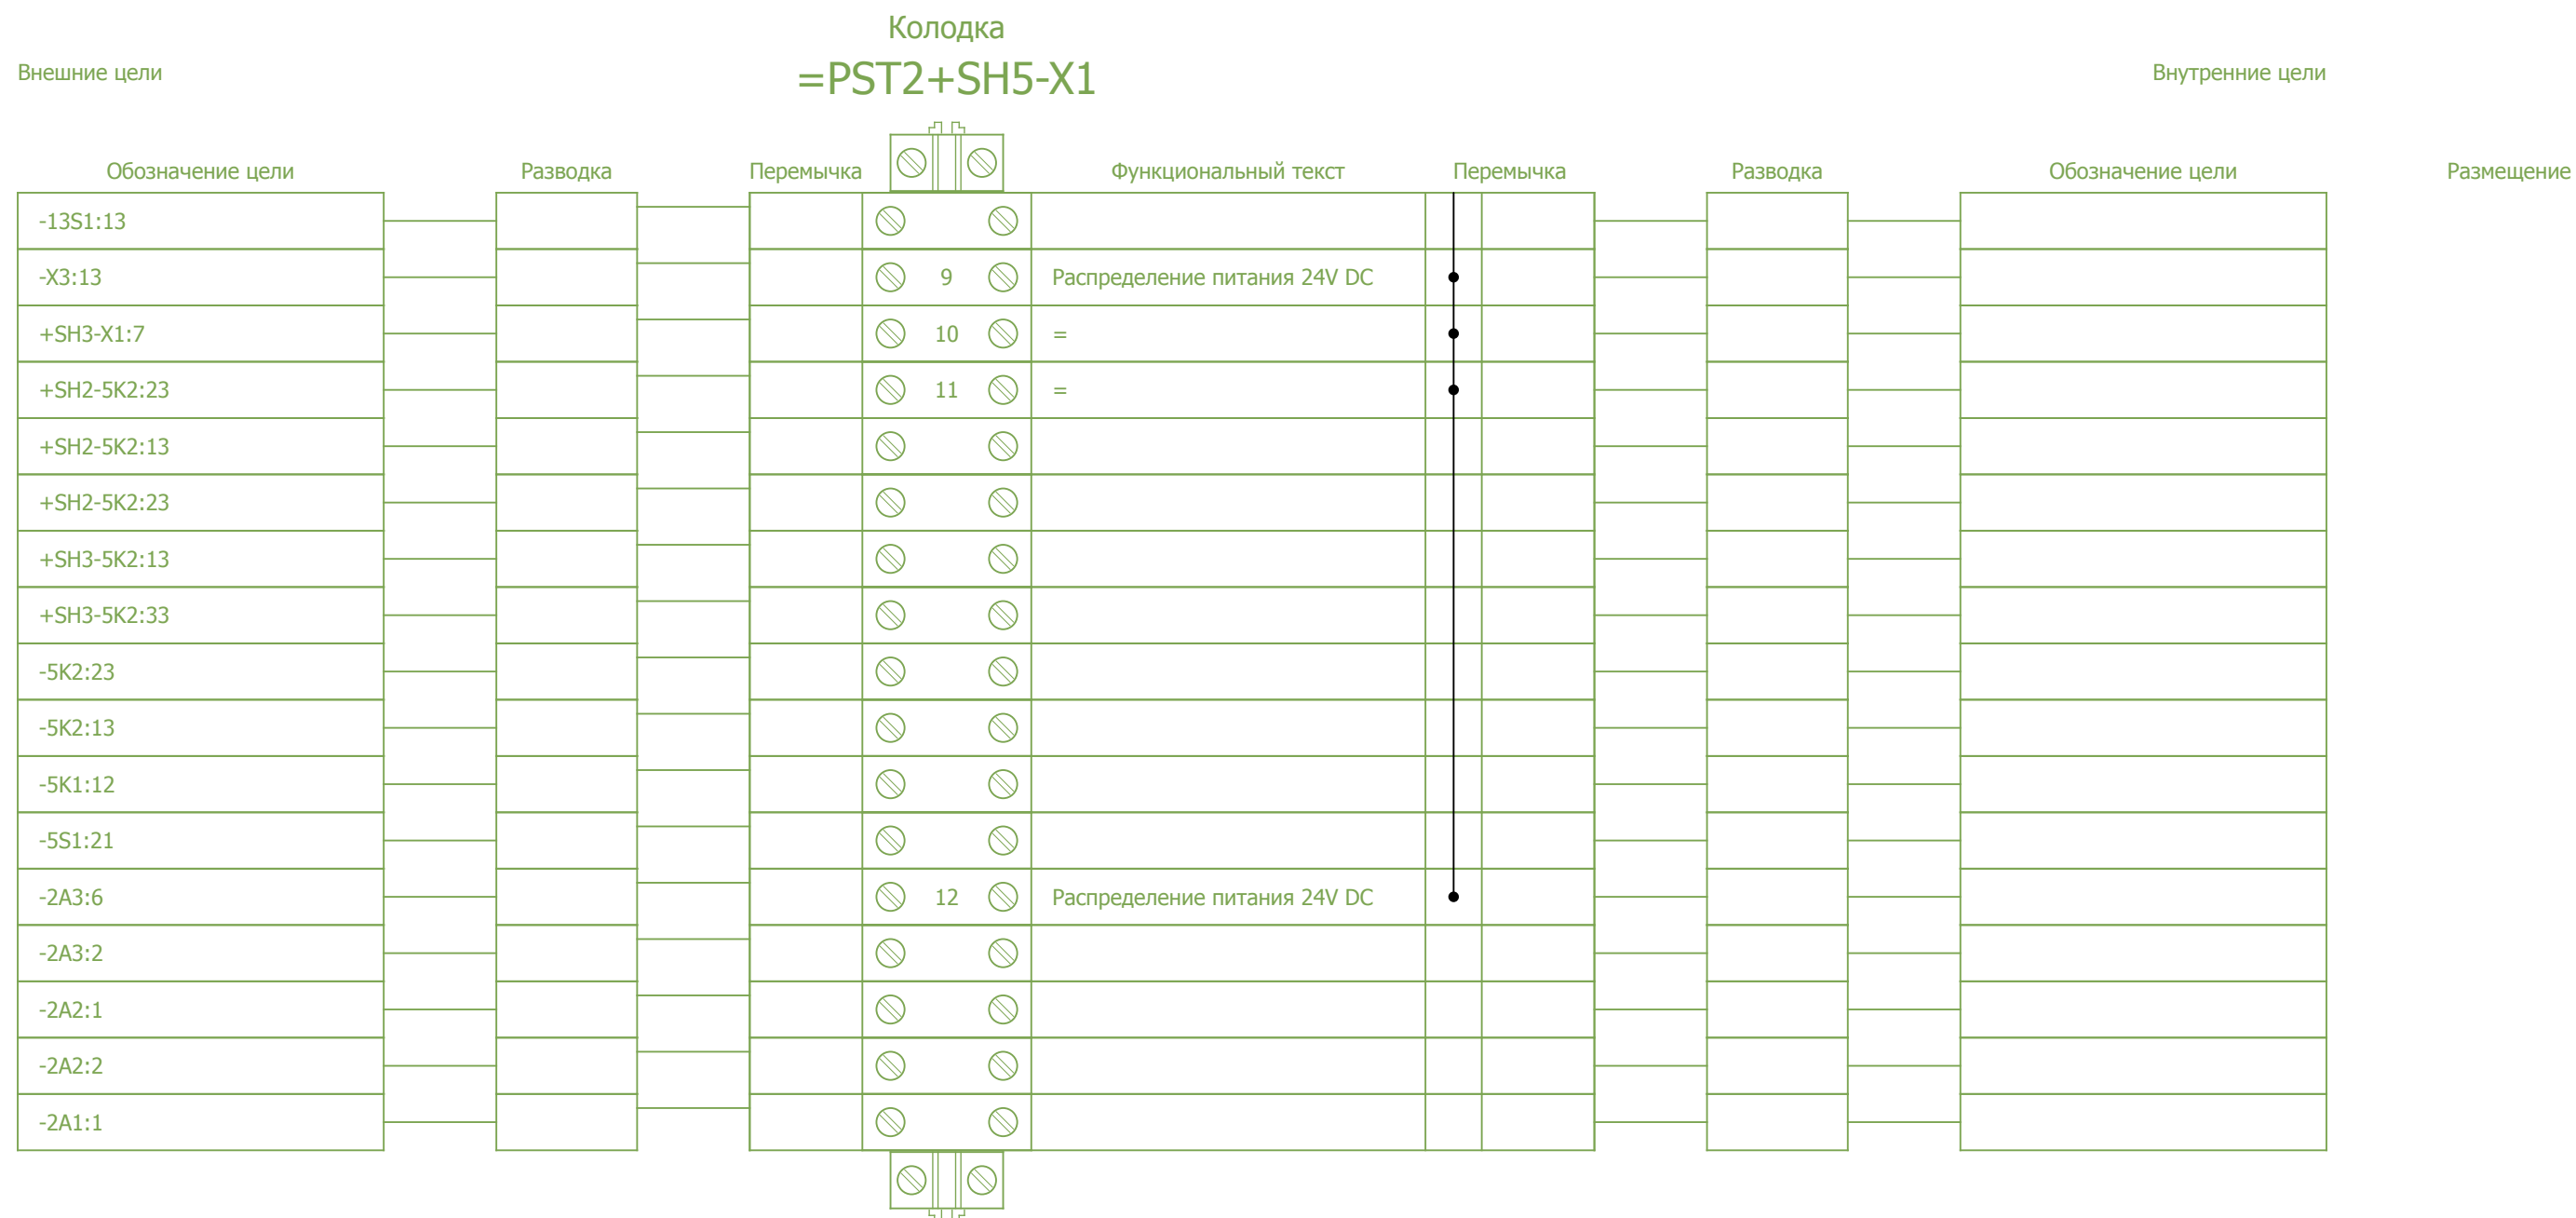 Колодка
Внешние цели
=PST2+SH5-X1
Внутренние цели
Обозначение цели Разводка Перемычка Функциональный текст Перемычка Разводка Обозначение цели Размещение
-13S1:13
-X3:13 9 Распределение питания 24V DC
+SH3-X1:7 10 =
+SH2-5K2:23 11 =
+SH2-5K2:13
+SH2-5K2:23
+SH3-5K2:13
+SH3-5K2:33
-5K2:23
-5K2:13
-5K1:12
-5S1:21
-2A3:6 12 Распределение питания 24V DC
-2A3:2
-2A2:1
-2A2:2
-2A1:1